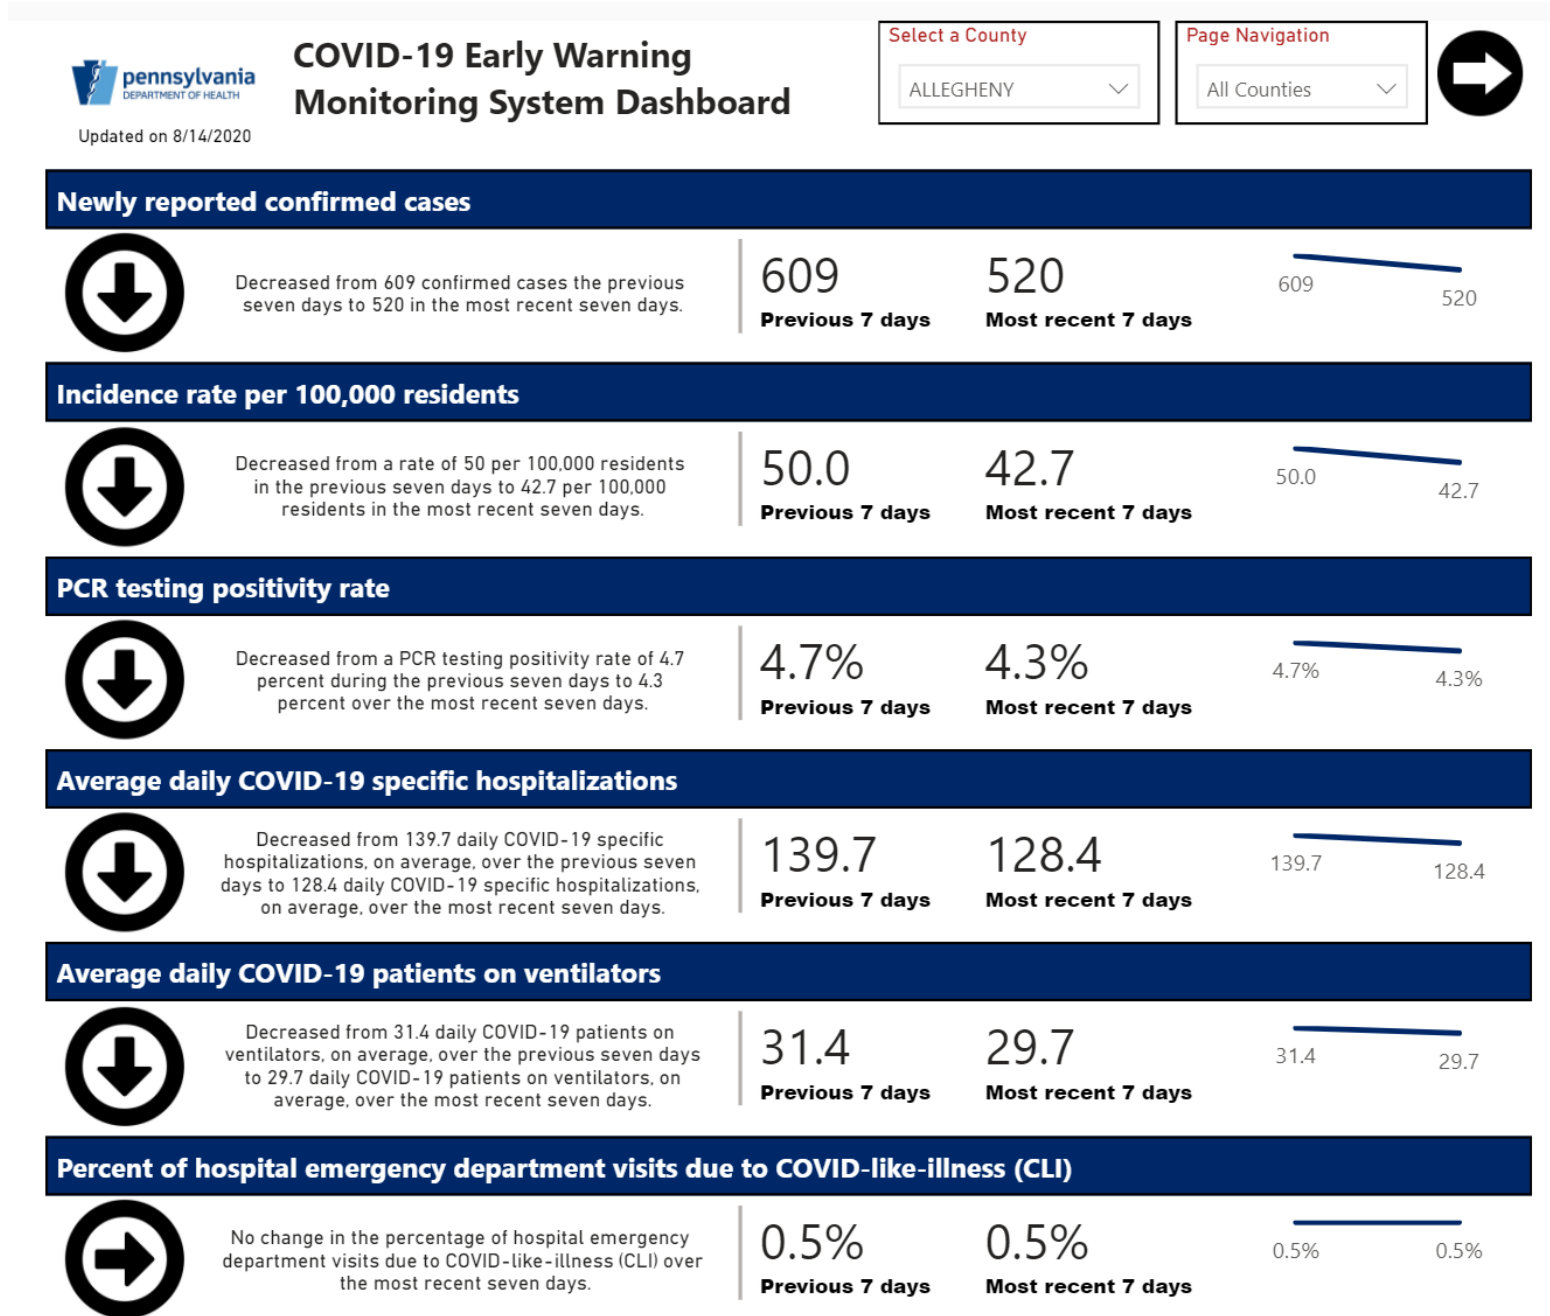 pennsylvania
DEPARTMENT OF HEALTH
Updated on 8/14/2020
COVID-19 Early Warning
Monitoring System Dashboard
Select a County
ALLEGHENY
Page Navigation
All Counties
Newly reported confirmed cases
Decreased from 609 confirmed cases the previous
seven days to 520 in the most recent seven days.
609
Previous 7 days
520
Most recent 7 days
609
520
Incidence rate per 100,000 residents
Decreased from a rate of 50 per 100,000 residents
in the previous seven days to 42.7 per 100,000
residents in the most recent seven days.
50.0
Previous 7 days
42.7
Most recent 7 days
50.0
42.7
PCR testing positivity rate
Decreased from a PCR testing positivity rate of 4.7
percent during the previous seven days to 4.3
percent over the most recent seven days.
4.7%
Previous 7 days
4.3%
Most recent 7 days
4.7%
4.3%
Average daily COVID-19 specific hospitalizations
Decreased from 139.7 daily COVID-19 specific
hospitalizations, on average, over the previous seven
days to 128.4 daily COVID-19 specific hospitalizations,
on average, over the most recent seven days.
139.7
Previous 7 days
128.4
Most recent 7 days
139.7
128.4
Average daily COVID-19 patients on ventilators
Decreased from 31.4 daily COVID-19 patients on
ventilators, on average, over the previous seven days
to 29.7 daily COVID-19 patients on ventilators, on
average, over the most recent seven days.
31.4
Previous 7 days
29.7
Most recent 7 days
31.4
29.7
Percent of hospital emergency department visits due to COVID-like-illness (CLI)
No change in the percentage of hospital emergency
department visits due to COVID-like-illness (CLI) over
the most recent seven days.
0.5%
Previous 7 days
0.5%
Most recent 7 days
0.5%
0.5%